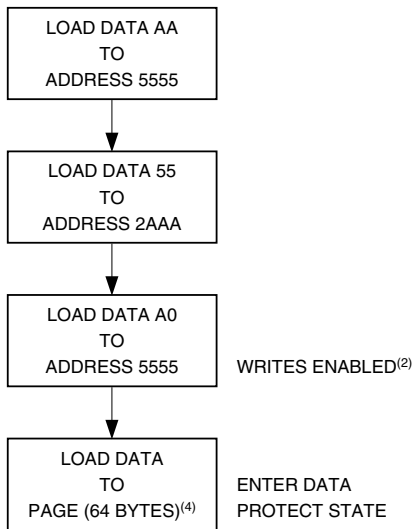 LOAD DATA AA
TO
ADDRESS 5555
LOAD DATA 55
TO
ADDRESS 2AAA
LOAD DATA A0
TO
ADDRESS 5555
WRITES ENABLED(2)
LOAD DATA
TO
PAGE (64 BYTES)(4)
ENTER DATA
PROTECT STATE